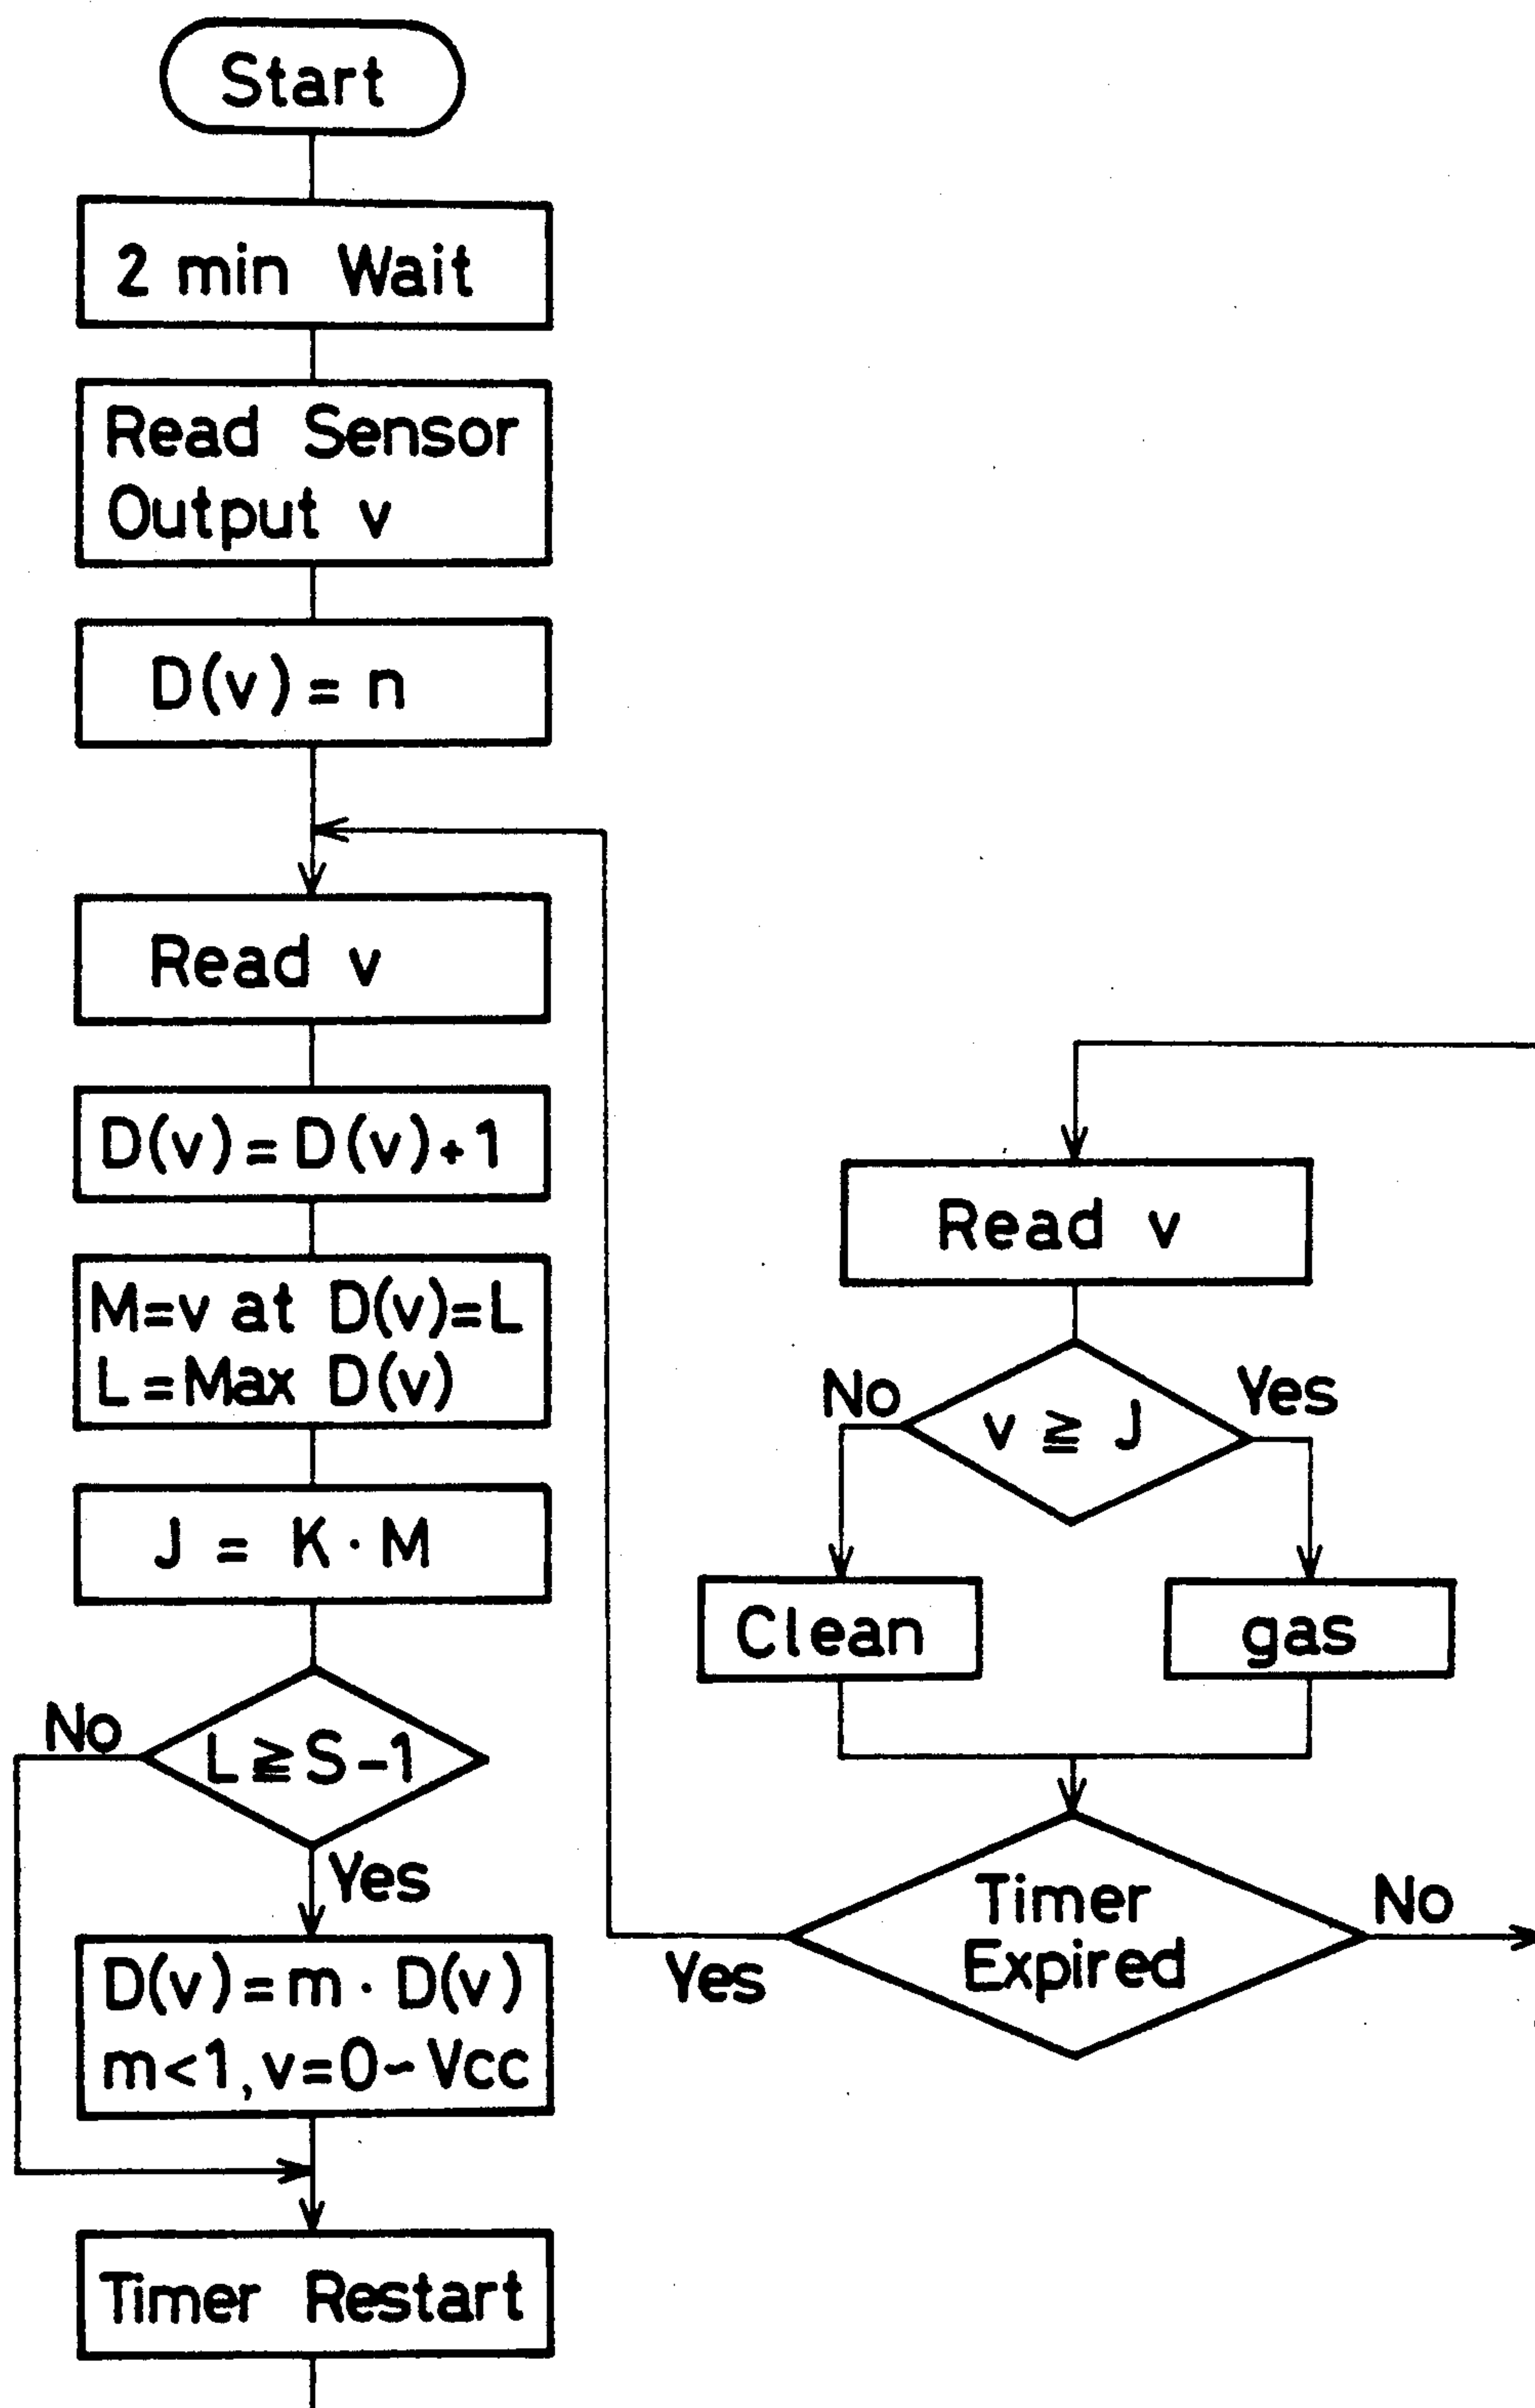 Start
2 min Wait
Read Sensor
Output v
D(v) = n
Read v
D(v) = D(v)+1
M=v at D(v)=L
L=Max D(v)
J = K · M
No
L ≧ S-1
Yes
D(v) = m · D(v)
m<1, v=0~Vcc
Timer Restart
Read v
No
v ≧ J
Yes
Clean
gas
Timer
Expired
No
Yes